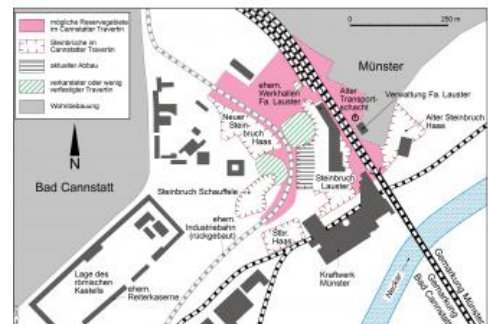 mögliche Reservegebiete
im Cannstatter Travertin
Steinbrüche im
Cannstatter Travertin
aktueller Abbau
verkarsteter oder wenig
verfestigter Travertin
Wohnbebauung
N
Bad Cannstatt
0
250 m
Münster
ehem.
Werkhallen
Fa. Lauster
Alter
Transport-
schacht
Verwaltung Fa. Lauster
Alter Steinbruch
Haas
Neuer
Stein-
bruch
Haas
Steinbruch Schauffele
Steinbruch
Lauster
ehem.
Industriebahn
(rückgebaut)
Stbr.
Haas
Kraftwerk
Münster
Lage des
römischen
Kastells
ehem.
Reiterkaserne
Neckar
Gemarkung Münster
Gemarkung
Bad Cannstatt